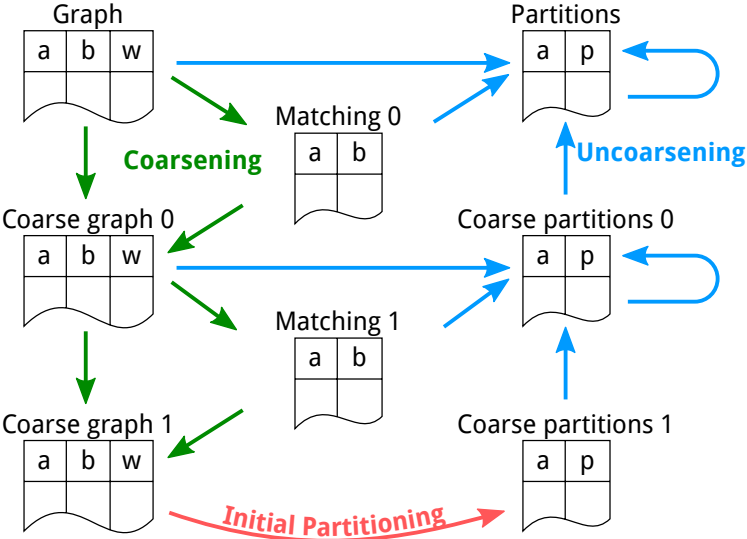 Graph
Partitions
a b w
a p
Matching 0
Coarsening
a b
Uncoarsening
Coarse graph 0
Coarse partitions 0
a b w
a p
Matching 1
a b
Coarse graph 1
Coarse partitions 1
a b w
a p
Initial Partitioning